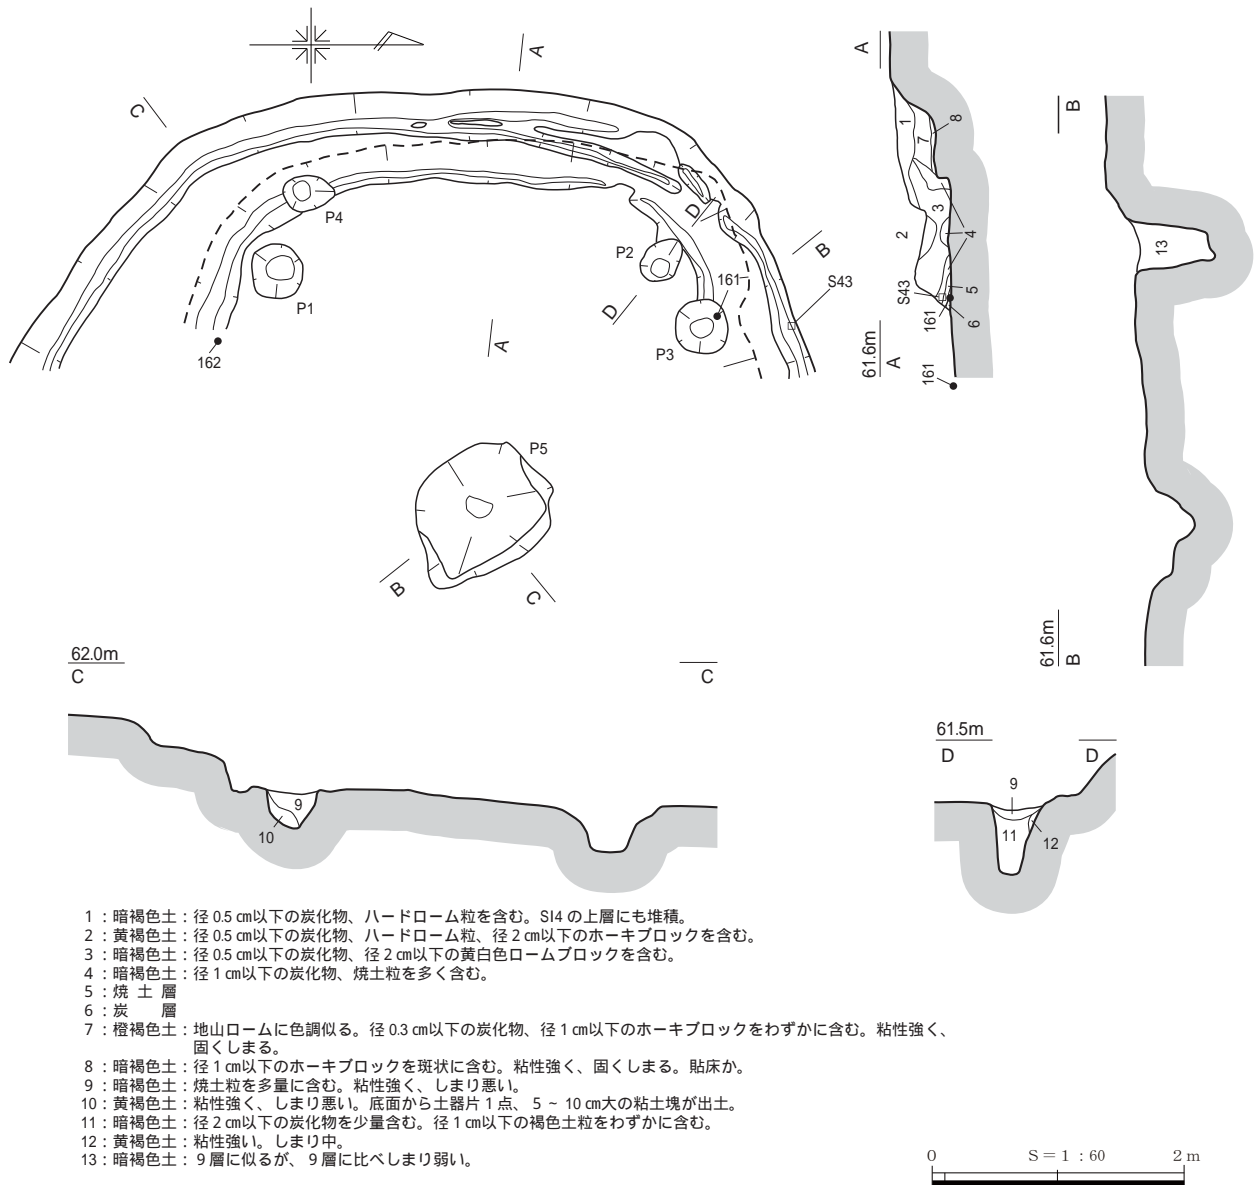 A
C
P4
P1
162
D
P2
161
P3
D
B
S43
A
P5
B
C
A
1
8
7
3
2
4
S43
5
161
6
61.6m
A
161
B
13
61.6m
B
62.0m
C
C
9
10
61.5m
D
D
9
11
12
1：暗褐色土：径 0.5 ㎝以下の炭化物、ハードローム粒を含む。SI4 の上層にも堆積。
2：黄褐色土：径 0.5 ㎝以下の炭化物、ハードローム粒、径 2 ㎝以下のホーキブロックを含む。
3：暗褐色土：径 0.5 ㎝以下の炭化物、径 2 ㎝以下の黄白色ロームブロックを含む。
4：暗褐色土：径 1 ㎝以下の炭化物、焼土粒を多く含む。
5：焼 土 層
6：炭　　層
7：橙褐色土：地山ロームに色調似る。径 0.3 ㎝以下の炭化物、径 1 ㎝以下のホーキブロックをわずかに含む。粘性強く、
固くしまる。
8：暗褐色土：径 1 ㎝以下のホーキブロックを斑状に含む。粘性強く、固くしまる。貼床か。
9：暗褐色土：焼土粒を多量に含む。粘性強く、しまり悪い。
10：黄褐色土：粘性強く、しまり悪い。底面から土器片 1 点、 5 ～ 10 ㎝大の粘土塊が出土。
11：暗褐色土：径 2 ㎝以下の炭化物を少量含む。径 1 ㎝以下の褐色土粒をわずかに含む。
12：黄褐色土：粘性強い。しまり中。
13：暗褐色土：9 層に似るが、9 層に比べしまり弱い。
0 S＝1：60 2 m